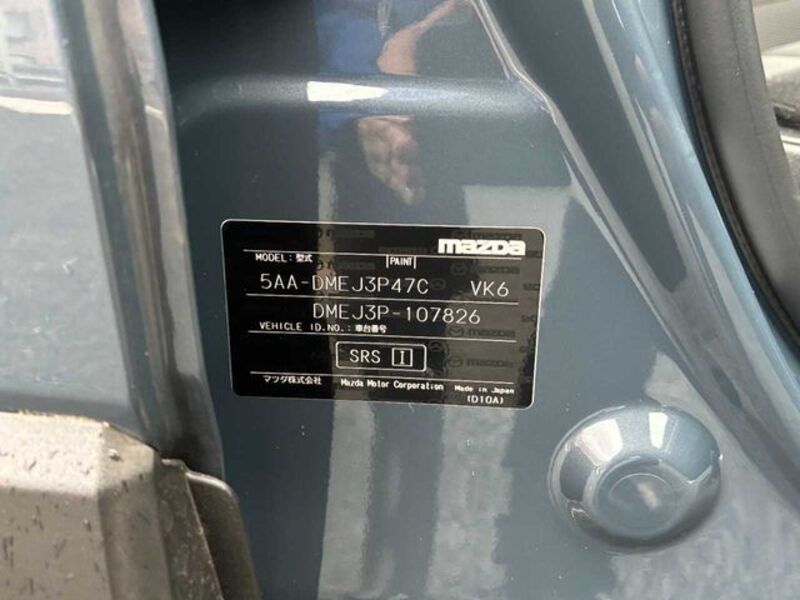 mazda
MODEL: 型式 PAINT
5AA-DMEJ3P47C VK6
DMEJ3P-107826
VEHICLE ID.NO.: 車台番号
SRS I
マツダ株式会社 Mazda Motor Corporation Made in Japan
(D10A)